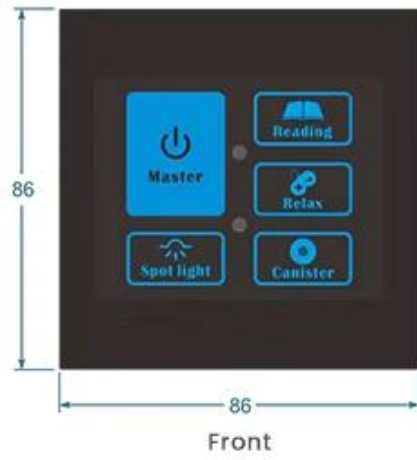 Master
Reading
Relax
Spot light
Canister
86
86
Front